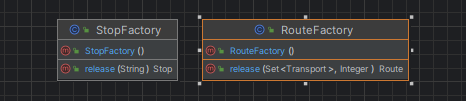 StopFactory
StopFactory ()
release (String) Stop
RouteFactory
RouteFactory ()
release (Set<Transport>, Integer) Route